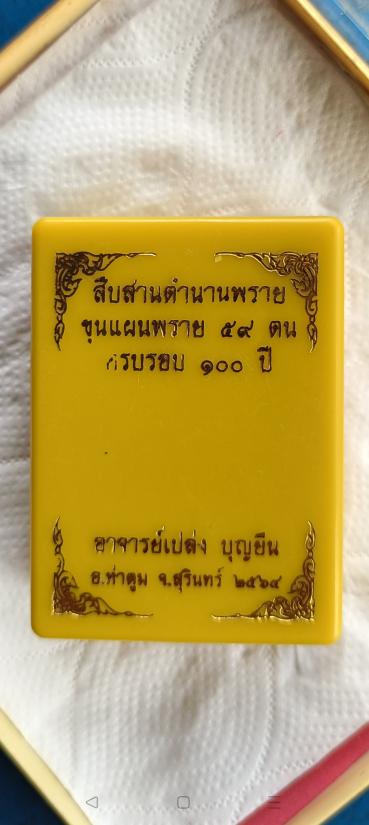 สืบสานตำนานพราย
ขุนแผนพราย ๕๙ ตน
ครบรอบ ๑๐๐ ปี
อาจารย์เปล่ง บุญยืน
อ.ท่าตูม จ.สุรินทร์ ๒๕๖๔